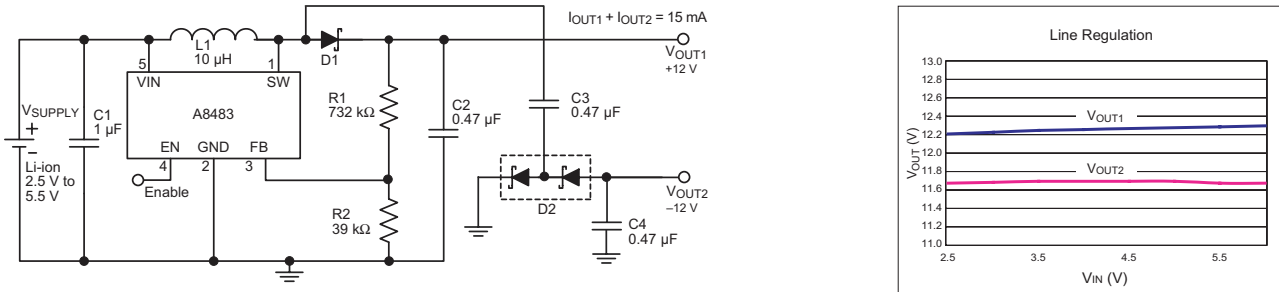 IOUT1 + IOUT2 = 15 mA
L1
10 µH
D1
VOUT1
+12 V
5
1
VIN
SW
A8483
EN
GND
FB
4
2
3
Enable
VSUPPLY
+
–
Li-ion
2.5 V to
5.5 V
C1
1 µF
R1
732 kΩ
R2
39 kΩ
C2
0.47 µF
C3
0.47 µF
D2
VOUT2
–12 V
C4
0.47 µF
Line Regulation
VOUT (V)
13.0
12.8
12.6
12.4
12.2
12.0
11.8
11.6
11.4
11.2
11.0
VOUT1
VOUT2
2.5
3.5
4.5
5.5
VIN (V)